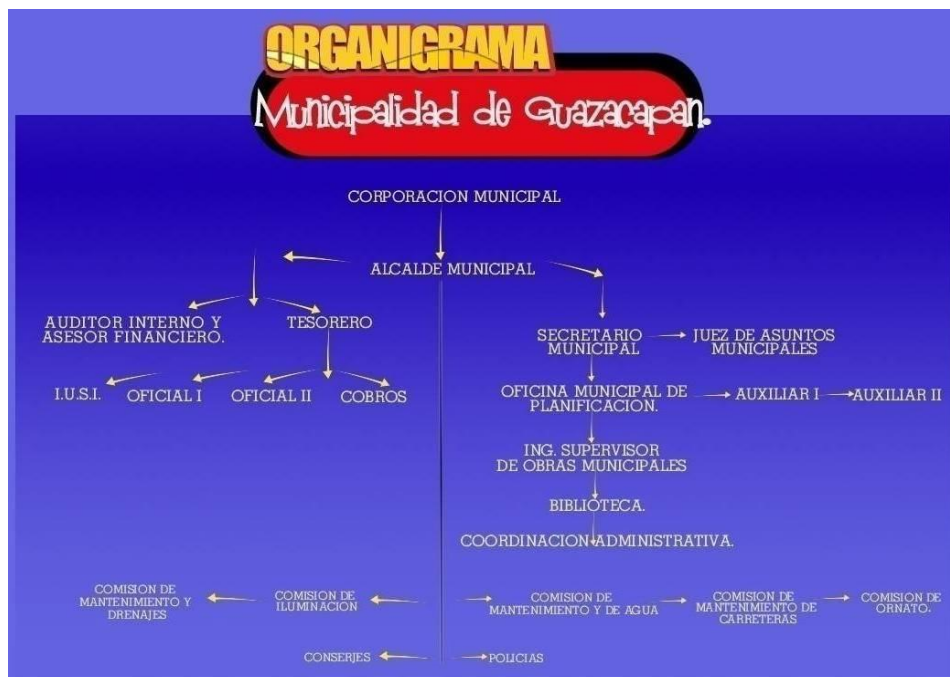 ORGANIGRAMA
Municipalidad de Guazacapan.
CORPORACION MUNICIPAL
ALCALDE MUNICIPAL
AUDITOR INTERNO Y
ASESOR FINANCIERO.
TESORERO
SECRETARIO
MUNICIPAL
JUEZ DE ASUNTOS
MUNICIPALES
I.U.S.I.
OFICIAL I
OFICIAL II
COBROS
OFICINA MUNICIPAL DE
PLANIFICACION.
AUXILIAR I
AUXILIAR II
ING. SUPERVISOR
DE OBRAS MUNICIPALES
BIBLIOTECA.
COORDINACION ADMINISTRATIVA.
COMISION DE
MANTENIMIENTO Y
DRENAJES
COMISION DE
ILUMINACION
COMISION DE
MANTENIMIENTO Y DE AGUA
COMISION DE
MANTENIMIENTO DE
CARRETERAS
COMISION DE
ORNATO.
CONSERJES
POLICIAS